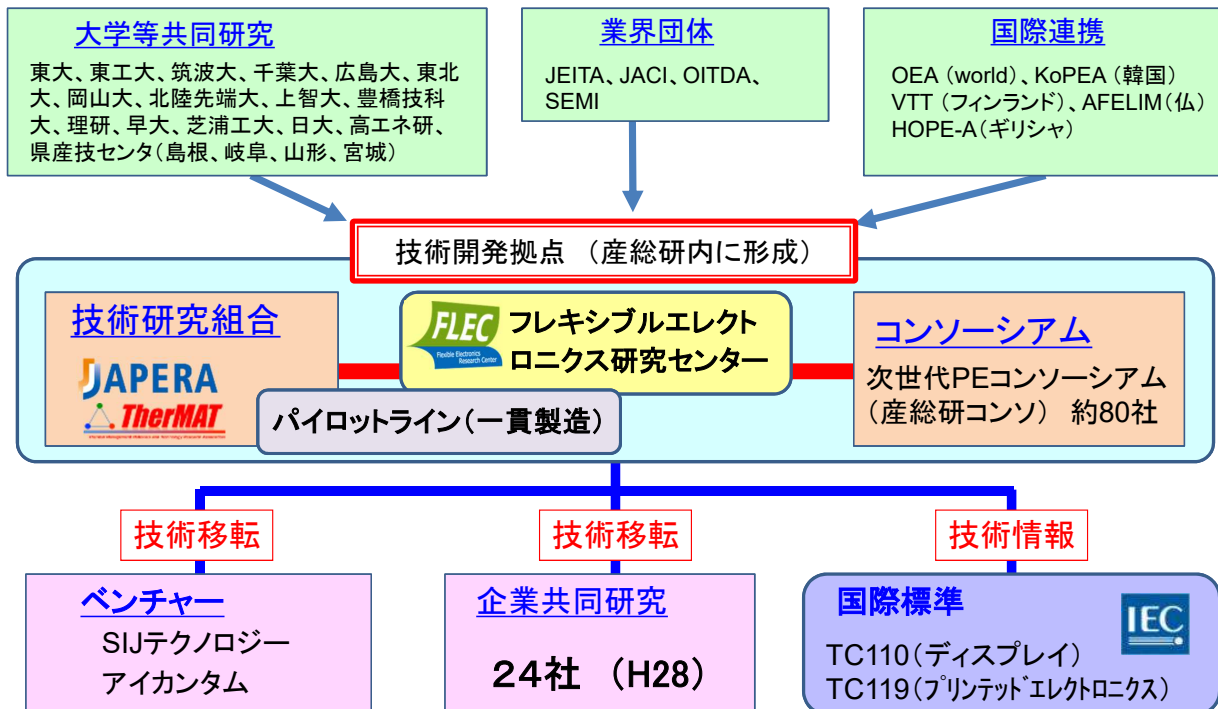 大学等共同研究
東大、東工大、筑波大、千葉大、広島大、東北
大、岡山大、北陸先端大、上智大、豊橋技科
大、理研、早大、芝浦工大、日大、高エネ研、
県産技センタ（島根、岐阜、山形、宮城）
業界団体
JEITA、JACI、OITDA、
SEMI
国際連携
OEA （world）、KoPEA （韓国）
VTT （フィンランド）、AFELIM（仏）
HOPE-A（ギリシャ）
技術開発拠点 （産総研内に形成）
技術研究組合
JAPERA
TherMAT
FLEC
Flexible Electronics
Research Center
フレキシブルエレクト
ロニクス研究センター
パイロットライン（一貫製造）
コンソーシアム
次世代PEコンソーシアム
（産総研コンソ） 約80社
技術移転
技術移転
技術情報
ベンチャー
SIJテクノロジー
アイカンタム
企業共同研究
24社 （H28）
国際標準
IEC
TC110（ディスプレイ）
TC119（プリンテッドエレクトロニクス）